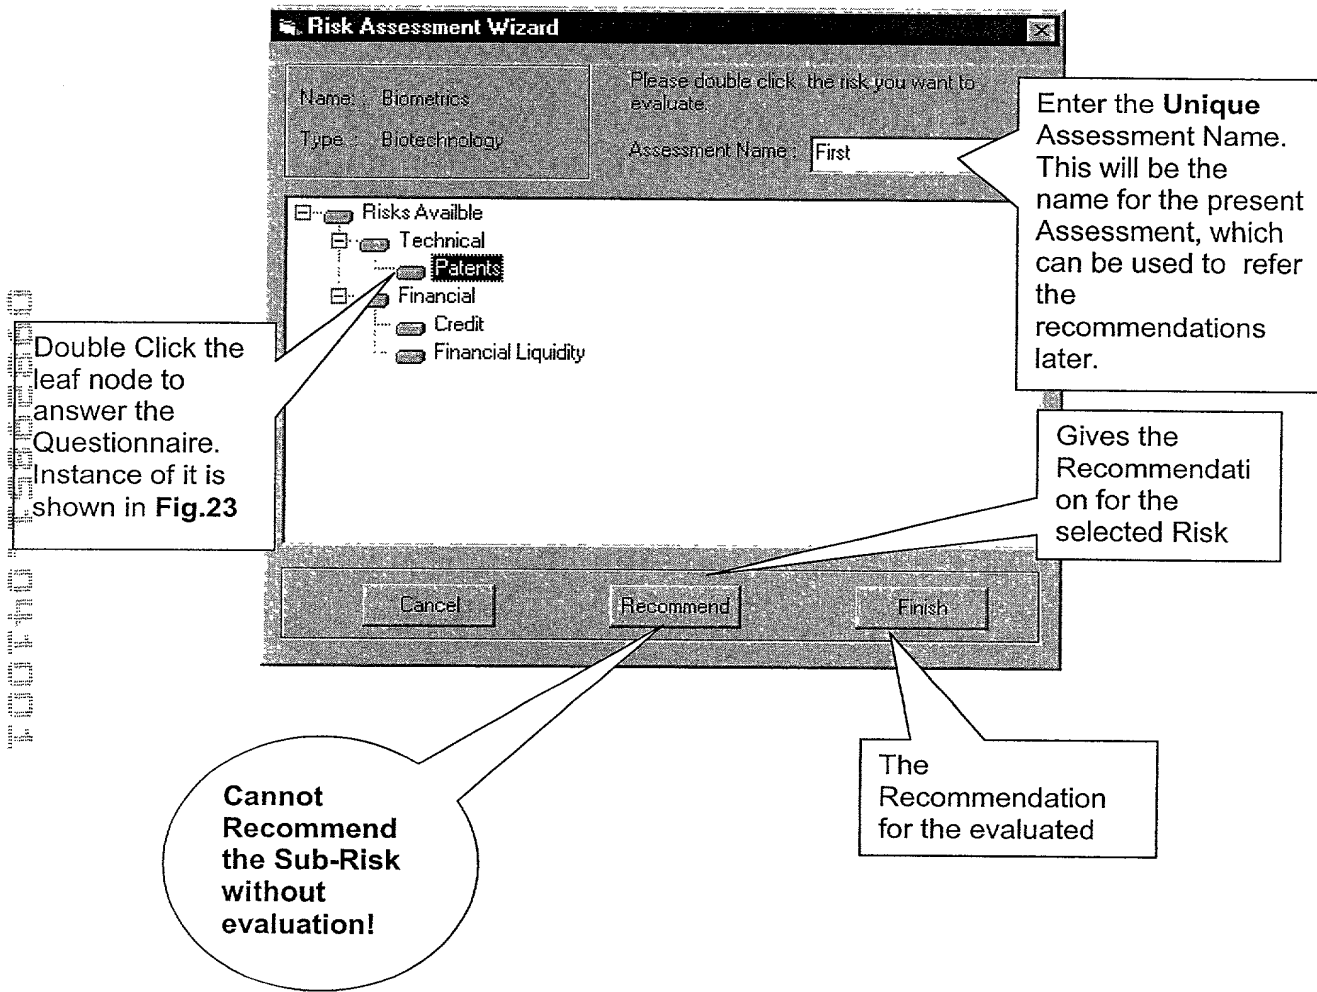 Risk Assessment Wizard
Name: Biometrics
Type : Biotechnology
Please double click the risk you want to
evaluate
Assessment Name : First
Risks Availble
Technical
Patents
Financial
Credit
Financial Liquidity
Cancel
Recommend
Finish
Enter the Unique
Assessment Name.
This will be the
name for the present
Assessment, which
can be used to refer
the
recommendations
later.
Double Click the
leaf node to
answer the
Questionnaire.
Instance of it is
shown in Fig.23
Gives the
Recommendati
on for the
selected Risk
Cannot
Recommend
the Sub-Risk
without
evaluation!
The
Recommendation
for the evaluated